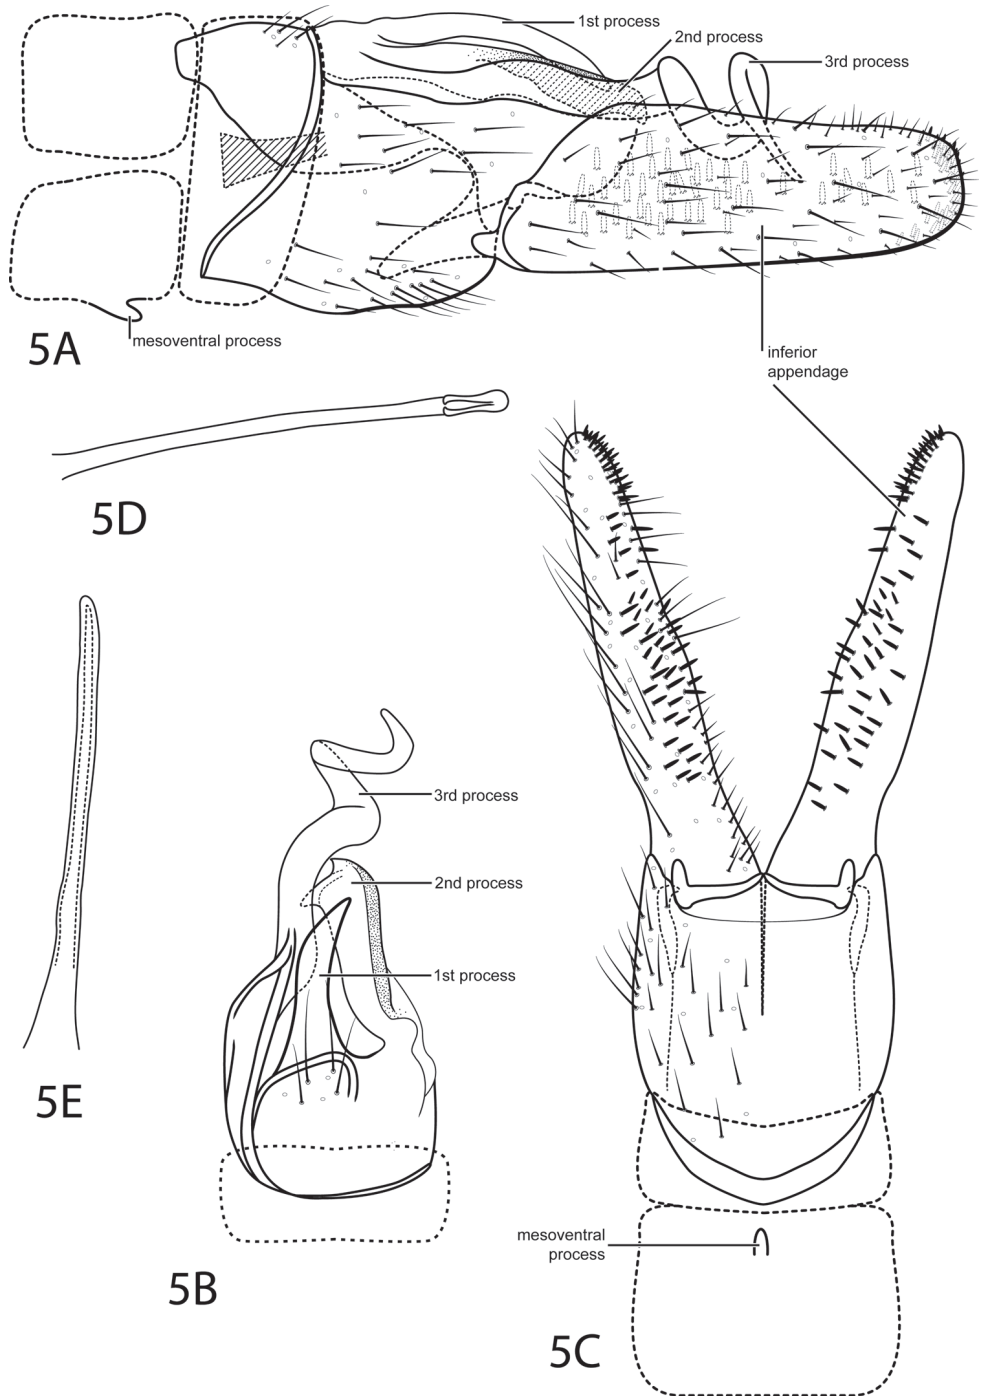 1st process
2nd process
3rd process
mesoventral process
5A
inferior
appendage
5D
3rd process
2nd process
1st process
5E
mesoventral
process
5B
5C